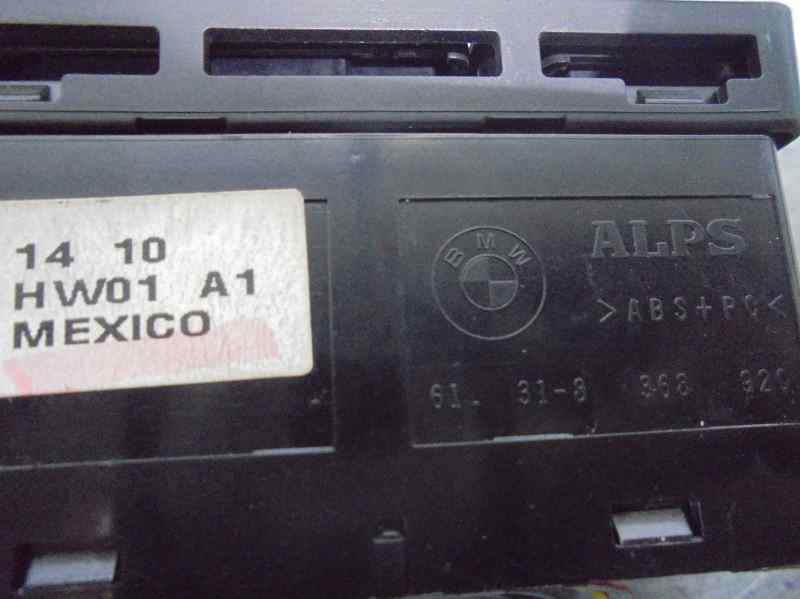 14 10
HW01 A1
MEXICO
BMW
ALPS
>ABS+PC<
61. 31-8 368 920